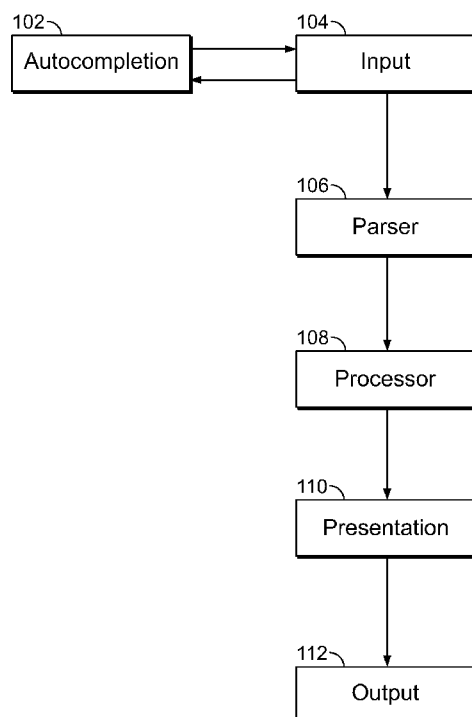 102
104
Autocompletion
Input
106
Parser
108
Processor
110
Presentation
112
Output